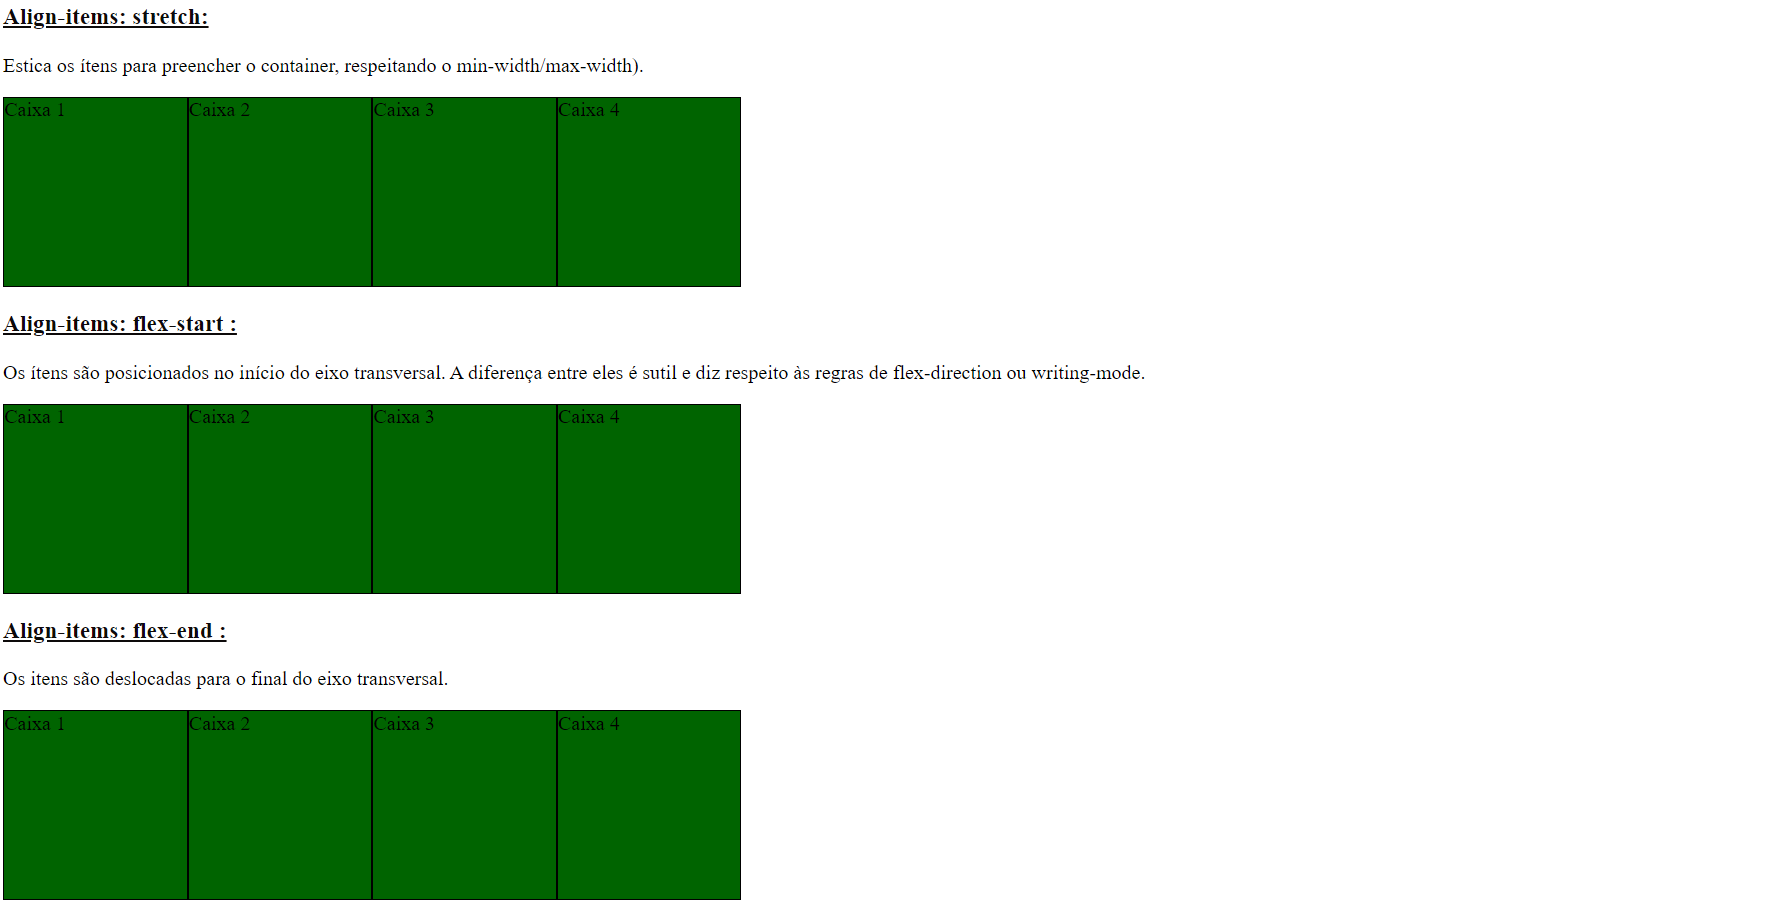 Align-items: stretch:
Estica os ítens para preencher o container, respeitando o min-width/max-width).
Caixa 1 Caixa 2 Caixa 3 Caixa 4
Align-items: flex-start :
Os ítens são posicionados no início do eixo transversal. A diferença entre eles é sutil e diz respeito às regras de flex-direction ou writing-mode.
Caixa 1 Caixa 2 Caixa 3 Caixa 4
Align-items: flex-end :
Os itens são deslocadas para o final do eixo transversal.
Caixa 1 Caixa 2 Caixa 3 Caixa 4